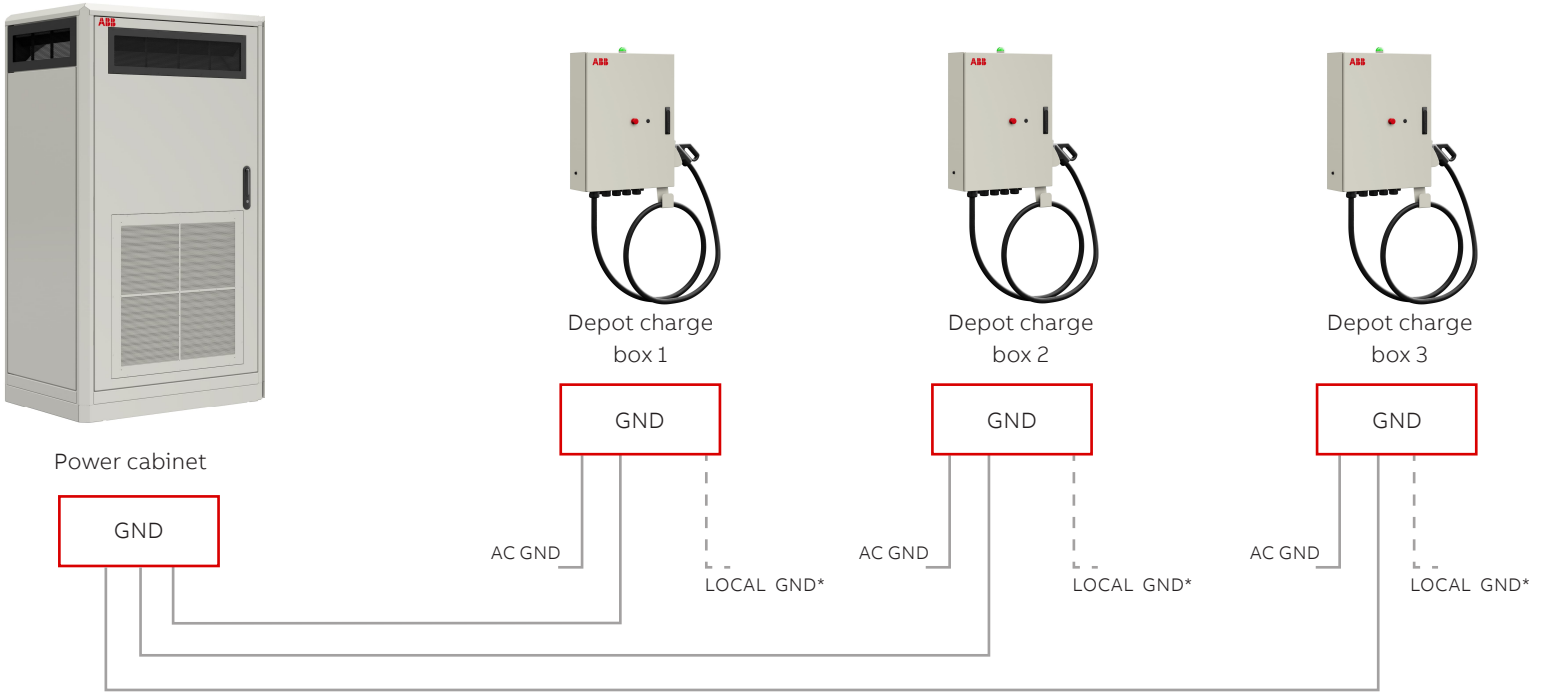 ABB
ABB
ABB
ABB
Depot charge
box 1
Depot charge
box 2
Depot charge
box 3
GND
GND
GND
Power cabinet
GND
AC GND
LOCAL GND*
AC GND
LOCAL GND*
AC GND
LOCAL GND*